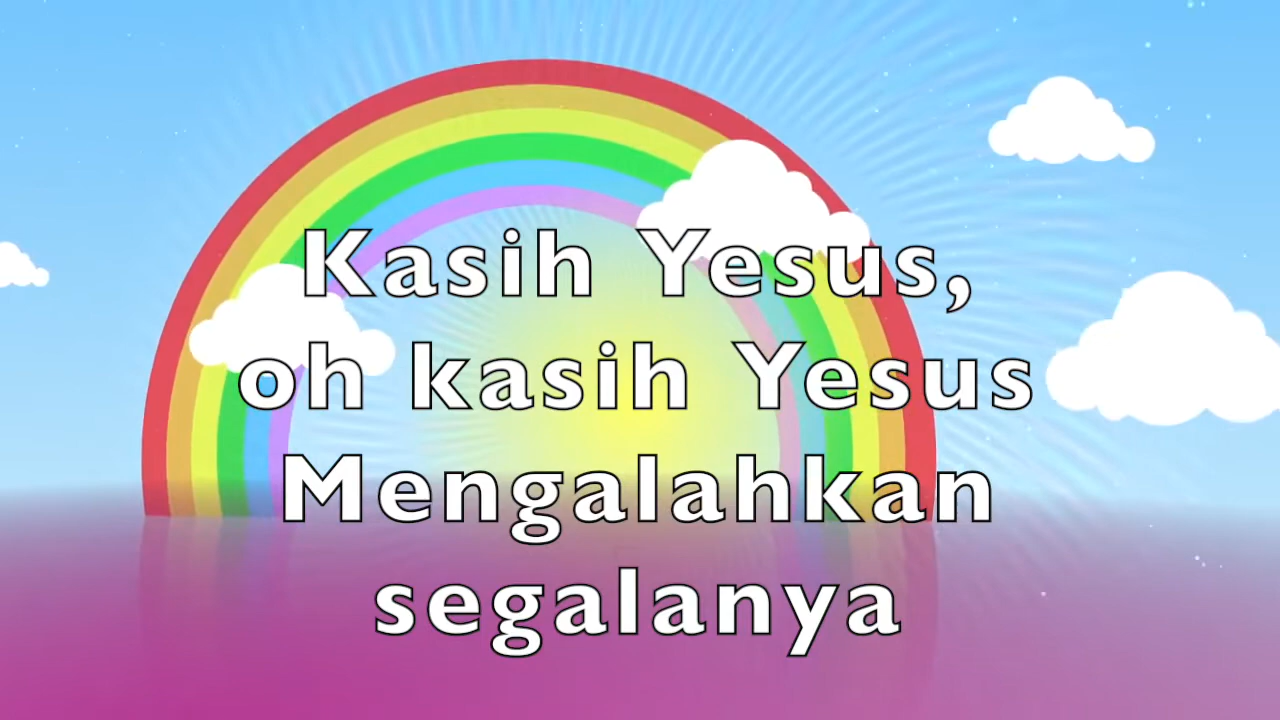 Kasih Yesus,
oh kasih Yesus
Mengalahkan
segalanya